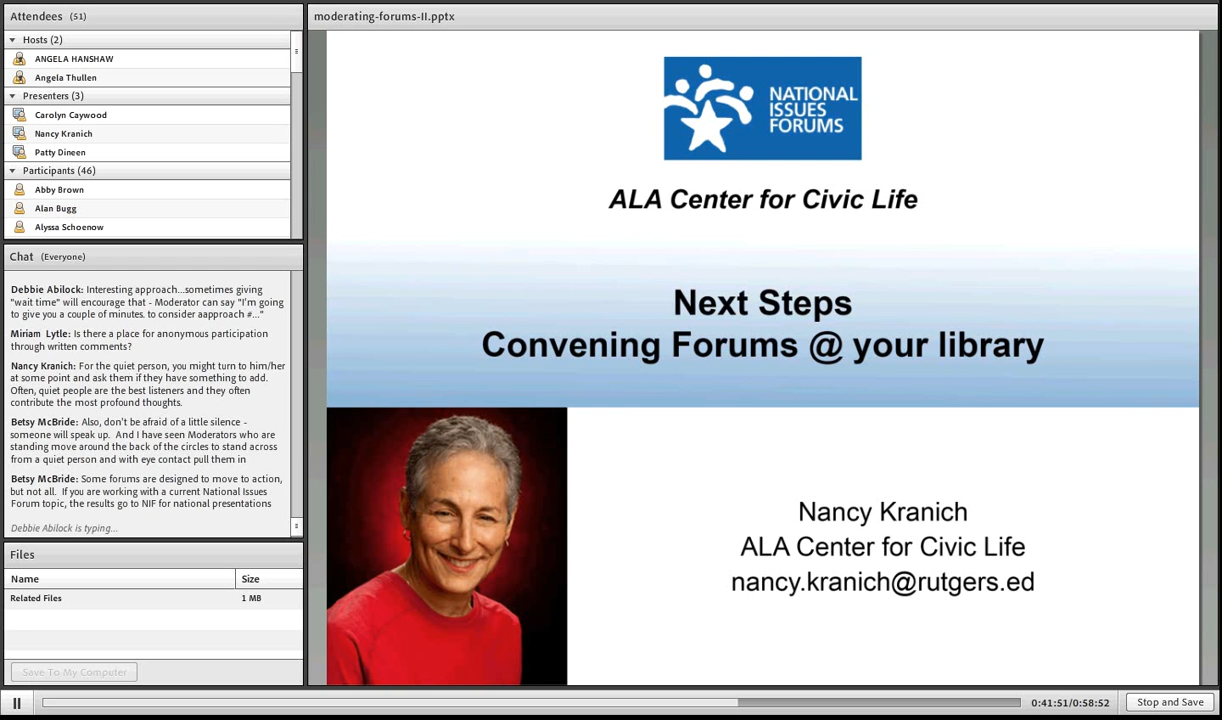 Attendees (51)
Hosts (2)
ANGELA HANSHAW
Angela Thullen
Presenters (3)
Carolyn Caywood
Nancy Kranich
Patty Dineen
Participants (46)
Abby Brown
Alan Bugg
Alyssa Schoenow
Chat (Everyone)
Debbie Abilock: Interesting approach...sometimes giving
"wait time" will encourage that - Moderator can say "I'm going
to give you a couple of minutes. to consider aapproach #..."
Miriam Lytle: Is there a place for anonymous participation
through written comments?
Nancy Kranich: For the quiet person, you might turn to him/her
at some point and ask them if they have something to add.
Often, quiet people are the best listeners and they often
contribute the most profound thoughts.
Betsy McBride: Also, don't be afraid of a little silence -
someone will speak up. And I have seen Moderators who are
standing move around the back of the circles to stand across
from a quiet person and with eye contact pull them in
Betsy McBride: Some forums are designed to move to action,
but not all. If you are working with a current National Issues
Forum topic, the results go to NIF for national presentations
Debbie Abilock is typing...
Files
Name Size
Related Files 1 MB
Save To My Computer
moderating-forums-II.pptx
NATIONAL
ISSUES
FORUMS
ALA Center for Civic Life
Next Steps
Convening Forums @ your library
Nancy Kranich
ALA Center for Civic Life
nancy.kranich@rutgers.ed
0:41:51/0:58:52
Stop and Save